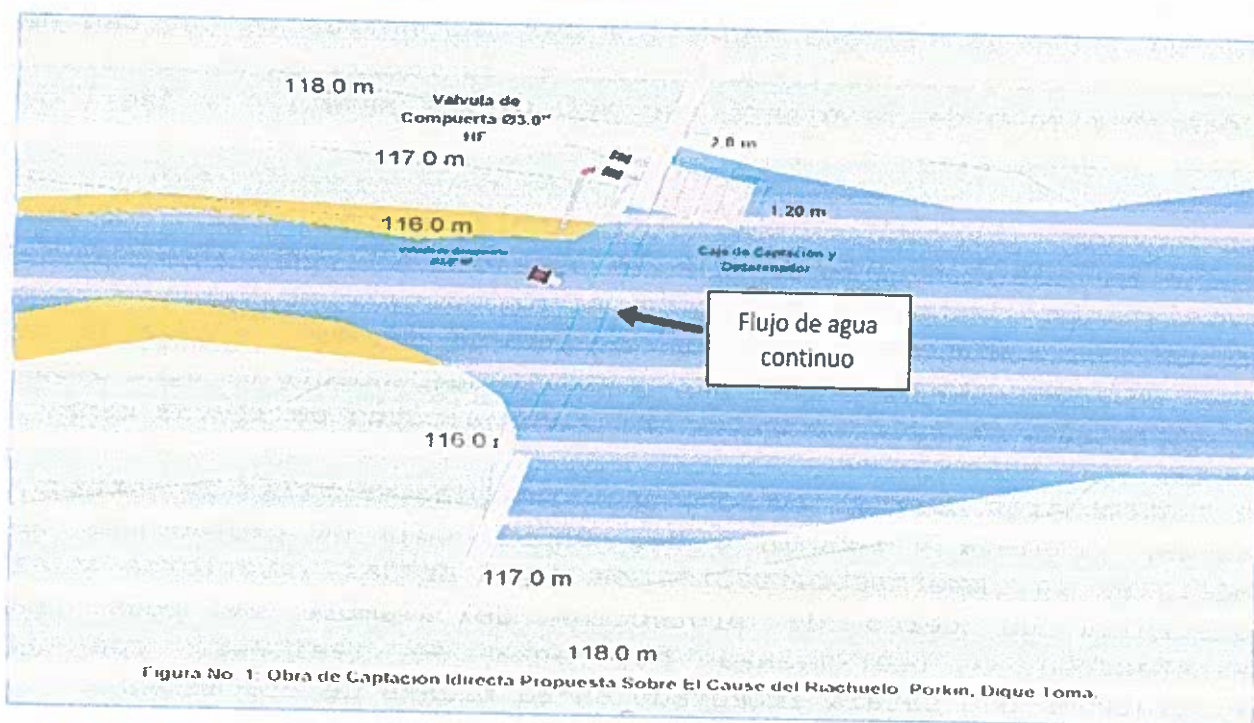 118.0 m
Valvula de
Compuerta Ø3.0"
HF
117.0 m
2.0 m
1.20 m
116.0 m
Caja de Captación y
Desarenador
Flujo de agua
continuo
116.0
117.0 m
118.0 m
Figura No. 1: Obra de Captación Idirecta Propuesta Sobre El Cause del Riachuelo Porkin, Dique Toma.